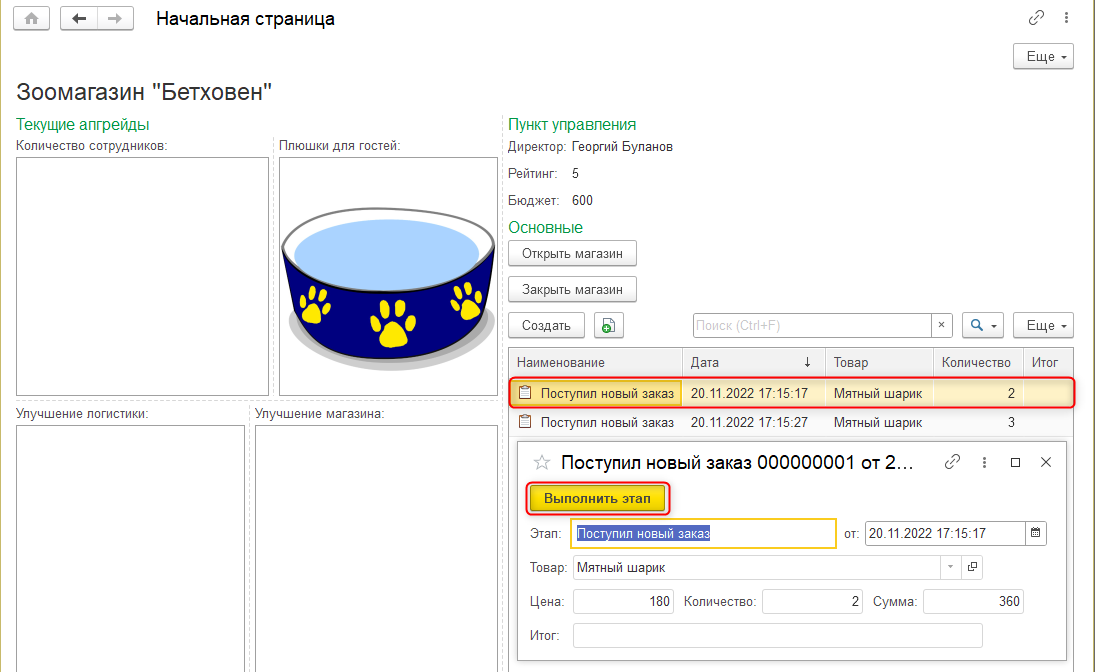 Начальная страница
Еще
Зоомагазин "Бетховен"
Текущие апгрейды
Количество сотрудников:
Плюшки для гостей:
Улучшение логистики:
Улучшение магазина:
Пункт управления
Директор: Георгий Буланов
Рейтинг: 5
Бюджет: 600
Основные
Открыть магазин
Закрыть магазин
Создать Поиск (Ctrl+F) × Еще
Наименование Дата ↓ Товар Количество Итог
Поступил новый заказ 20.11.2022 17:15:17 Мятный шарик 2
Поступил новый заказ 20.11.2022 17:15:27 Мятный шарик 3
Поступил новый заказ 000000001 от 2...
Выполнить этап
Этап: Поступил новый заказ от: 20.11.2022 17:15:17
Товар: Мятный шарик
Цена: 180 Количество: 2 Сумма: 360
Итог: